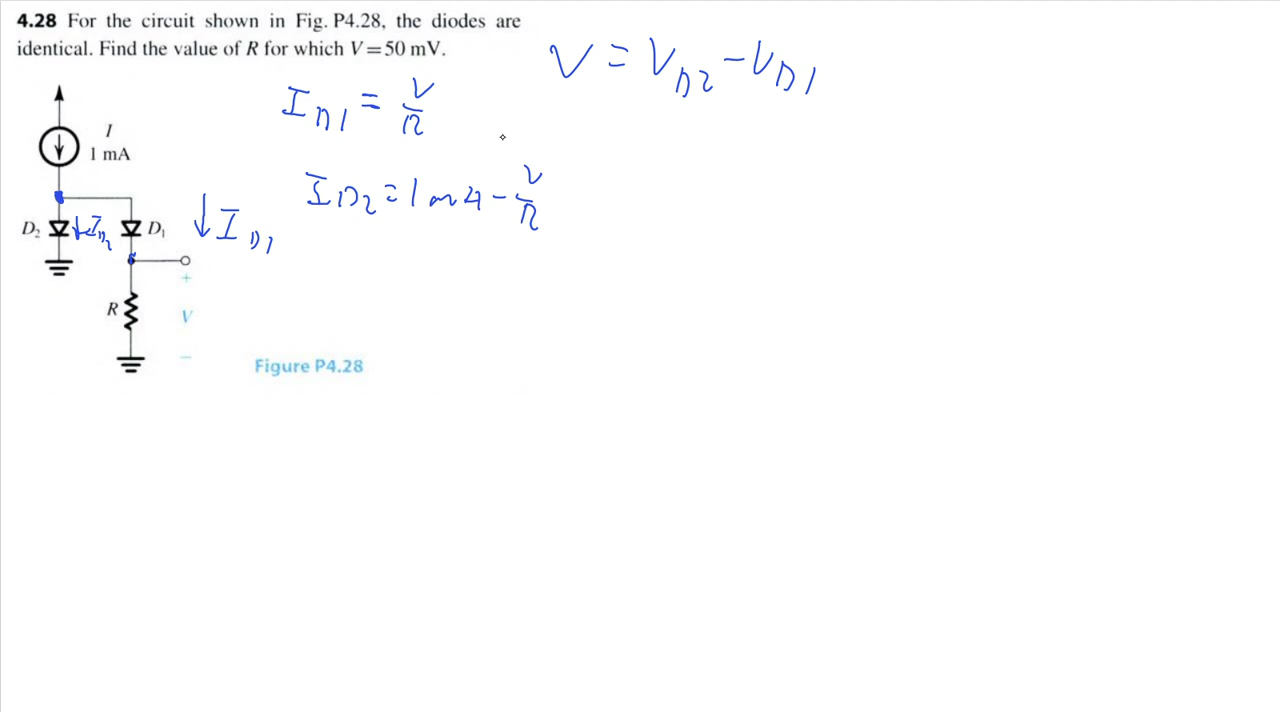 4.28 For the circuit shown in Fig. P4.28, the diodes are
identical. Find the value of R for which V=50 mV.
V = V_D2 - V_D1
I_D1 = V/R
I
1 mA
I_D2 = 1mA - V/R
D₂
I_D2
D₁
I_D1
+
R
V
−
Figure P4.28